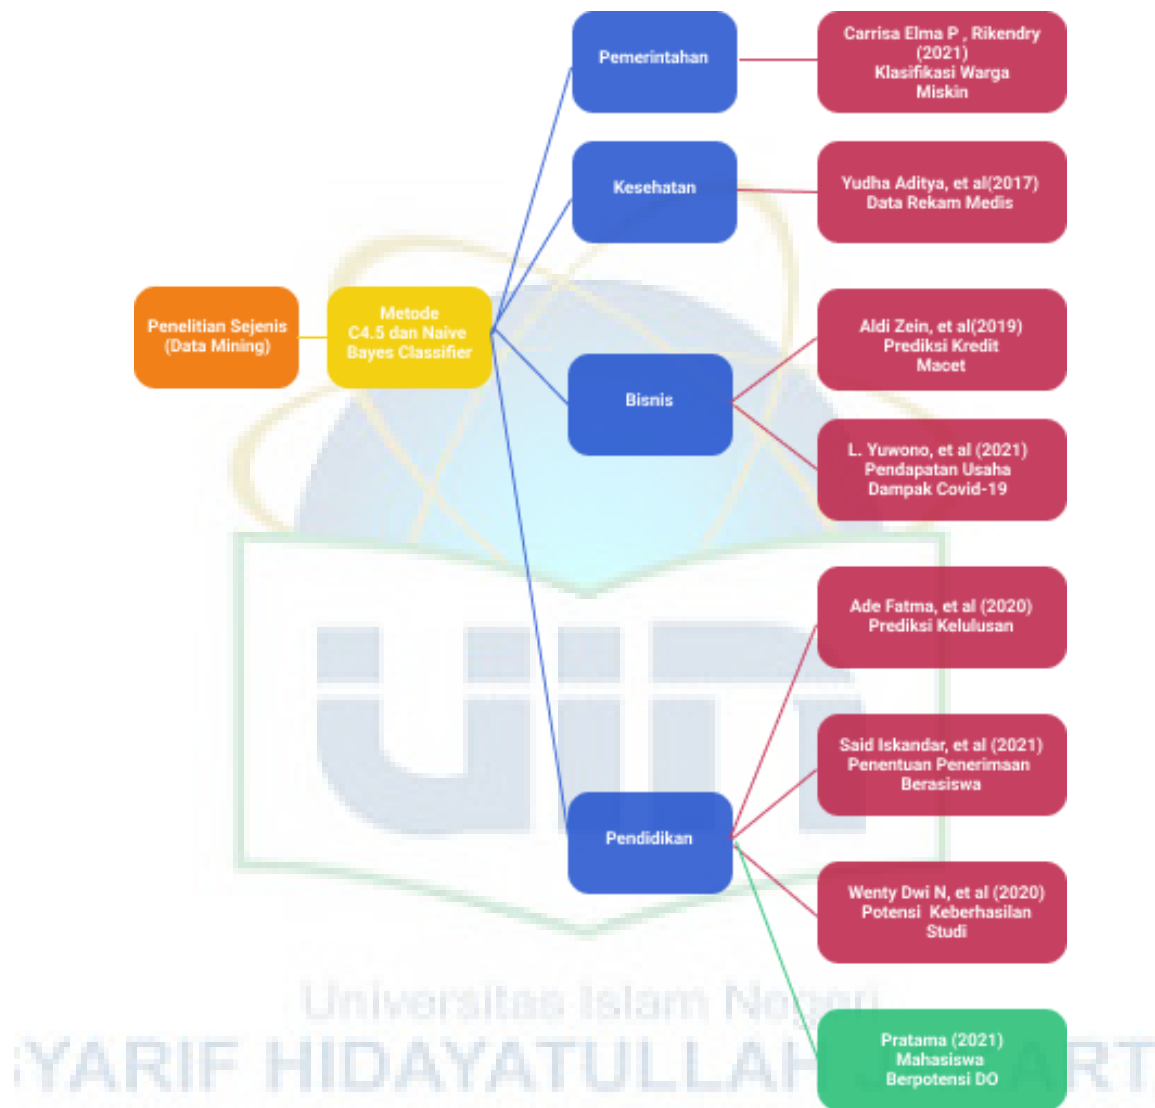 Penelitian Sejenis
(Data Mining)
Metode
C4.5 dan Naive
Bayes Classifier
Pemerintahan
Carrisa Elma P , Rikendry
(2021)
Klasifikasi Warga
Miskin
Kesehatan
Yudha Aditya, et al(2017)
Data Rekam Medis
Bisnis
Aldi Zein, et al(2019)
Prediksi Kredit
Macet
L. Yuwono, et al (2021)
Pendapatan Usaha
Dampak Covid-19
Pendidikan
Ade Fatma, et al (2020)
Prediksi Kelulusan
Said Iskandar, et al (2021)
Penentuan Penerimaan
Berasiswa
Wenty Dwi N, et al (2020)
Potensi  Keberhasilan
Studi
Pratama (2021)
Mahasiswa
Berpotensi DO
uin
Universitas Islam Negeri
SYARIF HIDAYATULLAH